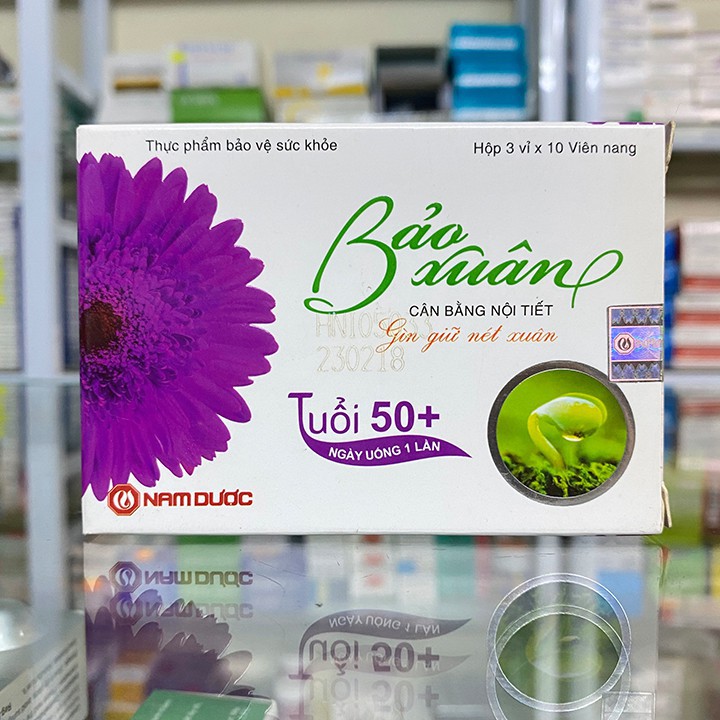 Thực phẩm bảo vệ sức khỏe
Hộp 3 vỉ x 10 Viên nang
Bảo xuân
CÂN BẰNG NỘI TIẾT
Gìn giữ nét xuân
230218
Tuổi 50+
NGÀY UỐNG 1 LẦN
NAM DƯỢC